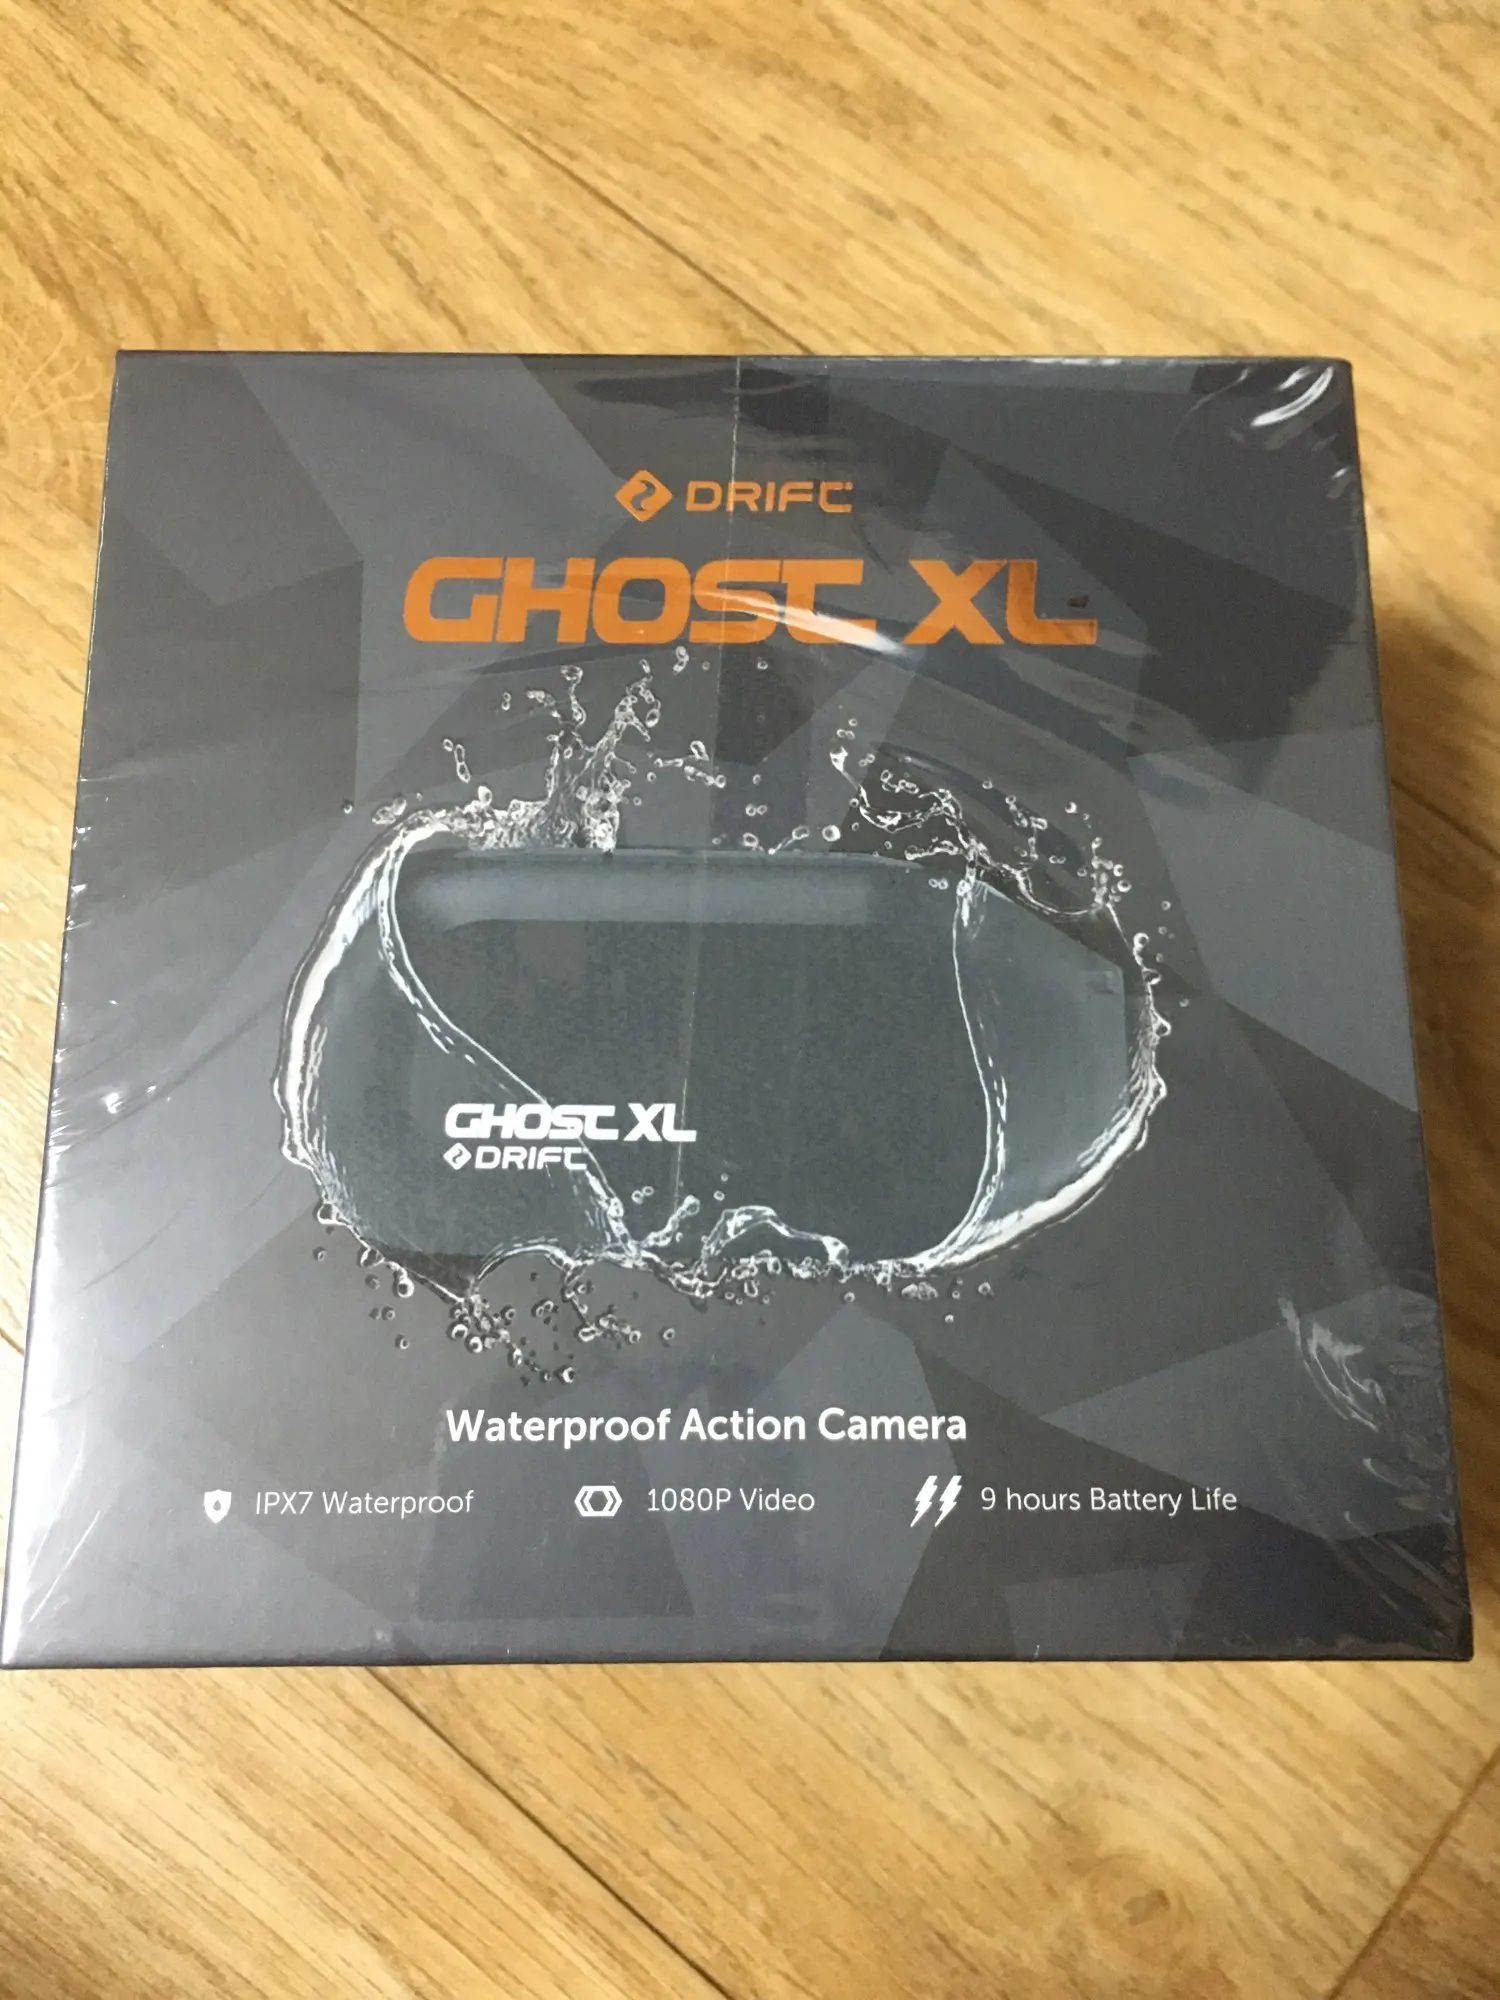 DRIFT
GHOST XL
GHOST XL
DRIFT
Waterproof Action Camera
IPX7 Waterproof
1080P Video
9 hours Battery Life